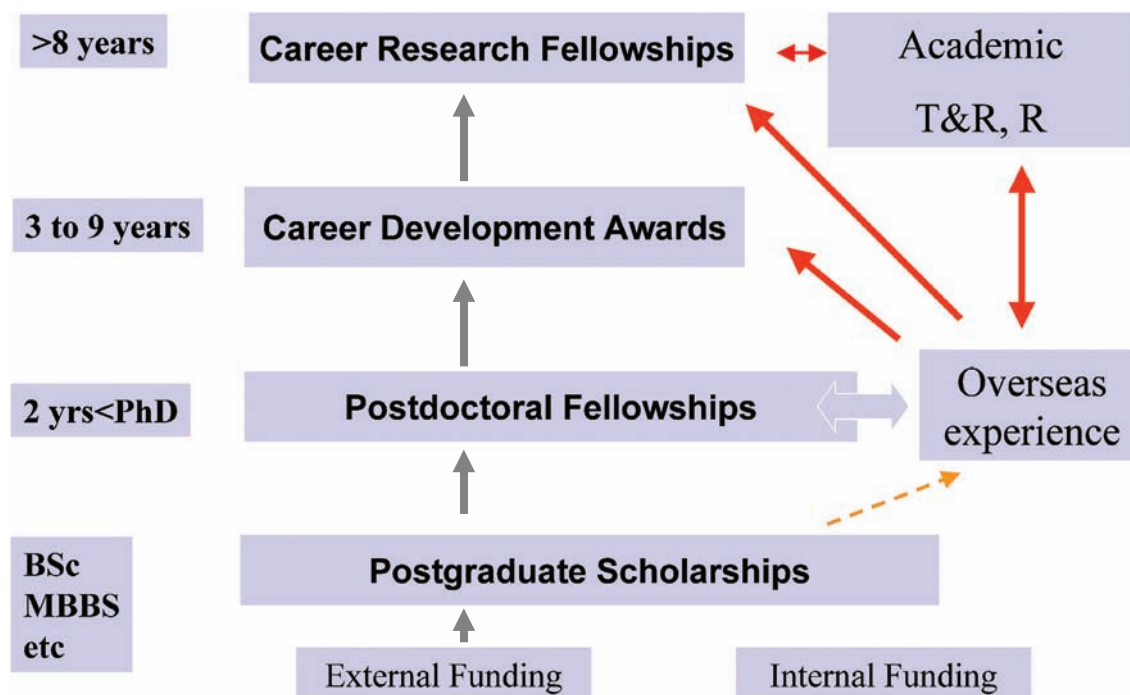 >8 years
Career Research Fellowships
Academic
T&R, R
3 to 9 years
Career Development Awards
2 yrs<PhD
Postdoctoral Fellowships
Overseas
experience
BSc
MBBS
etc
Postgraduate Scholarships
External Funding
Internal Funding